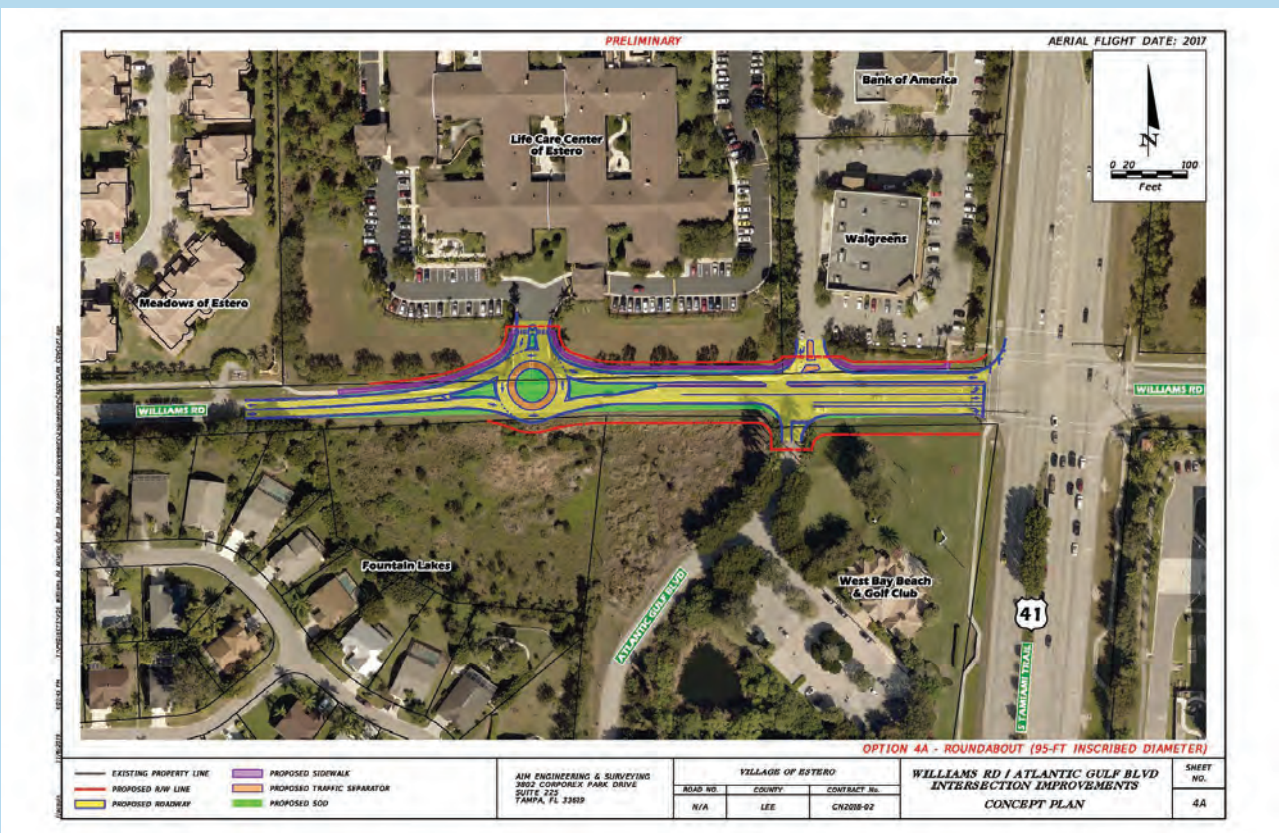 PRELIMINARY
AERIAL FLIGHT DATE: 2017
Bank of America
N
0 20 100
Feet
Life Care Center
of Estero
Walgreens
Meadows of Estero
WILLIAMS RD
WILLIAMS RD
Fountain Lakes
ATLANTIC GULF BLVD
West Bay Beach
& Golf Club
41
S TAMIAMI TRAIL
OPTION 4A - ROUNDABOUT (95-FT INSCRIBED DIAMETER)
EXISTING PROPERTY LINE
PROPOSED R/W LINE
PROPOSED ROADWAY
PROPOSED SIDEWALK
PROPOSED TRAFFIC SEPARATOR
PROPOSED SOD
AIM ENGINEERING & SURVEYING
3802 CORPOREX PARK DRIVE
SUITE 225
TAMPA, FL 33619
VILLAGE OF ESTERO
ROAD NO. COUNTY CONTRACT No.
N/A LEE CN2018-02
WILLIAMS RD / ATLANTIC GULF BLVD
INTERSECTION IMPROVEMENTS
CONCEPT PLAN
SHEET
NO.
4A